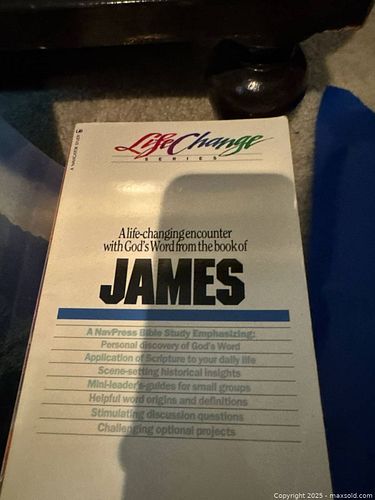 A NAVIGATOR STUDY
LifeChange
SERIES
A life-changing encounter
with God's Word from the book of
JAMES
A NavPress Bible Study Emphasizing:
Personal discovery of God's Word
Application of Scripture to your daily life
Scene-setting historical insights
Mini-leader's-guides for small groups
Helpful word origins and definitions
Stimulating discussion questions
Challenging optional projects
Copyright 2025 - maxsold.com